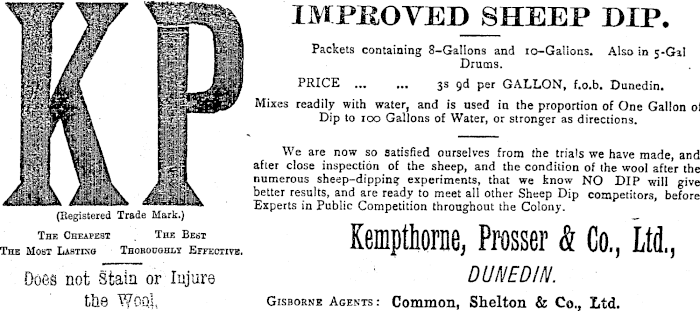 KP
(Registered Trade Mark.)
THE CHEAPEST THE BEST
THE MOST LASTING THOROUGHLY EFFECTIVE.
Does not Stain or Injure
the Wool.
IMPROVED SHEEP DIP.
Packets containing 8-Gallons and 10-Gallons. Also in 5-Gal
Drums.
PRICE ... ... 3s 9d per GALLON, f.o.b. Dunedin.
Mixes readily with water, and is used in the proportion of One Gallon of
Dip to 100 Gallons of Water, or stronger as directions.
We are now so satisfied ourselves from the trials we have made, and
after close inspection of the sheep, and the condition of the wool after the
numerous sheep-dipping experiments, that we know NO DIP will give
better results, and are ready to meet all other Sheep Dip competitors, before
Experts in Public Competition throughout the Colony.
Kempthorne, Prosser & Co., Ltd.,
DUNEDIN.
GISBORNE AGENTS: Common, Shelton & Co., Ltd.